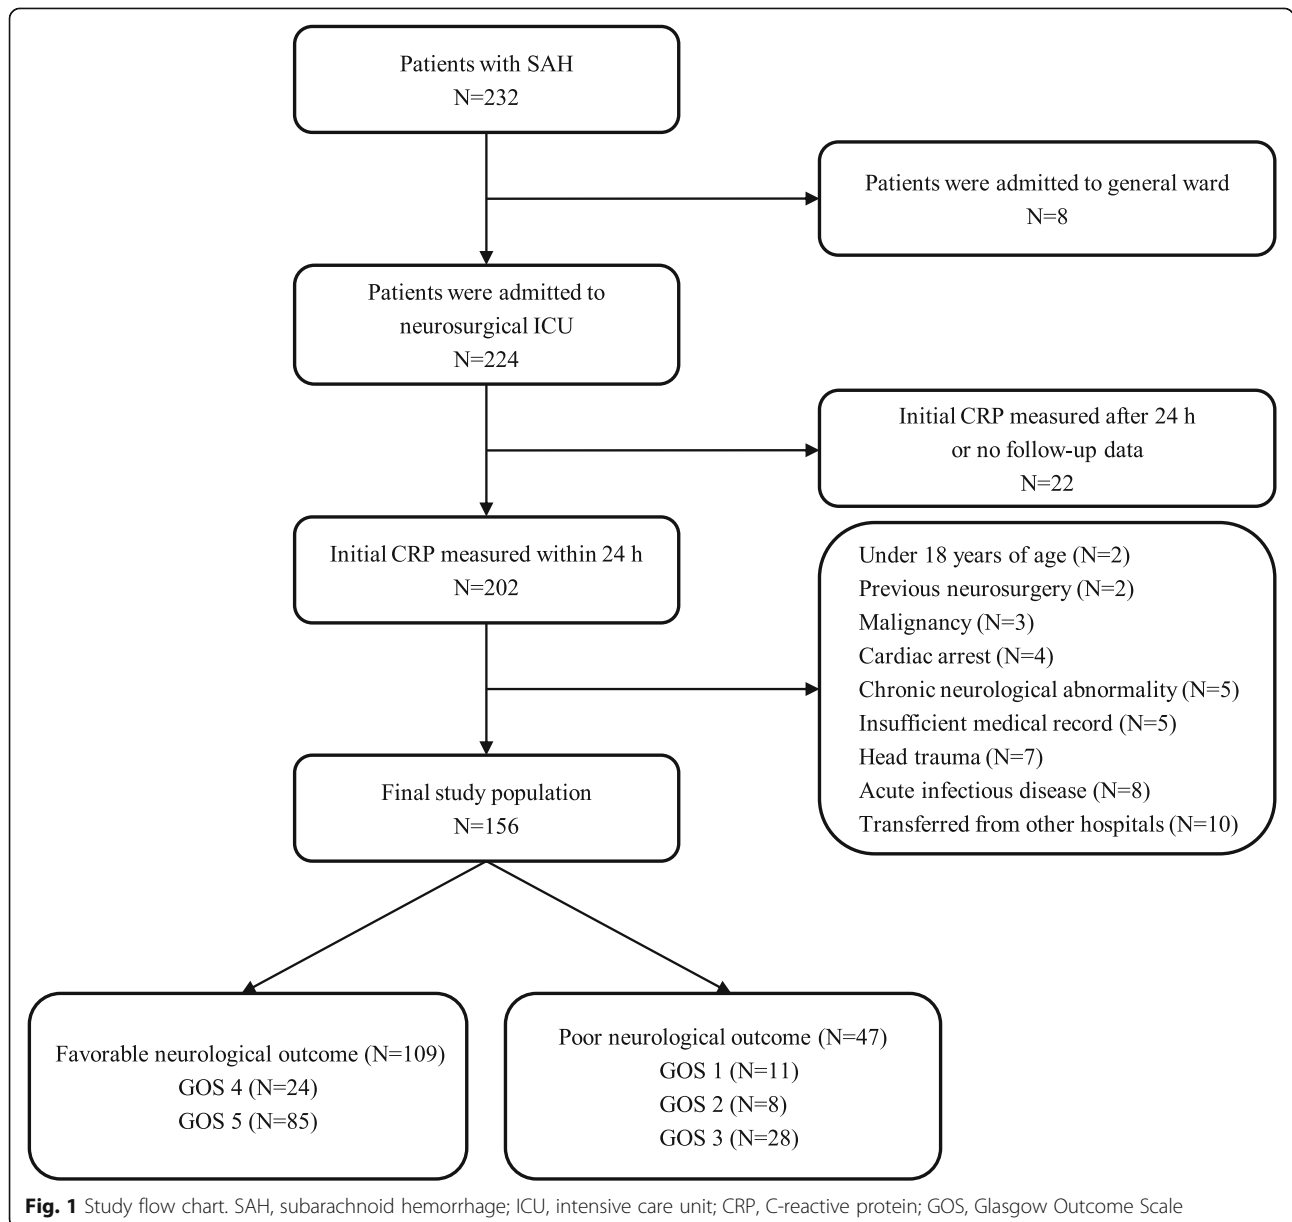 Patients with SAH
N=232
Patients were admitted to general ward
N=8
Patients were admitted to
neurosurgical ICU
N=224
Initial CRP measured after 24 h
or no follow-up data
N=22
Initial CRP measured within 24 h
N=202
Under 18 years of age (N=2)
Previous neurosurgery (N=2)
Malignancy (N=3)
Cardiac arrest (N=4)
Chronic neurological abnormality (N=5)
Insufficient medical record (N=5)
Head trauma (N=7)
Acute infectious disease (N=8)
Transferred from other hospitals (N=10)
Final study population
N=156
Favorable neurological outcome (N=109)
GOS 4 (N=24)
GOS 5 (N=85)
Poor neurological outcome (N=47)
GOS 1 (N=11)
GOS 2 (N=8)
GOS 3 (N=28)
Fig. 1 Study flow chart. SAH, subarachnoid hemorrhage; ICU, intensive care unit; CRP, C-reactive protein; GOS, Glasgow Outcome Scale